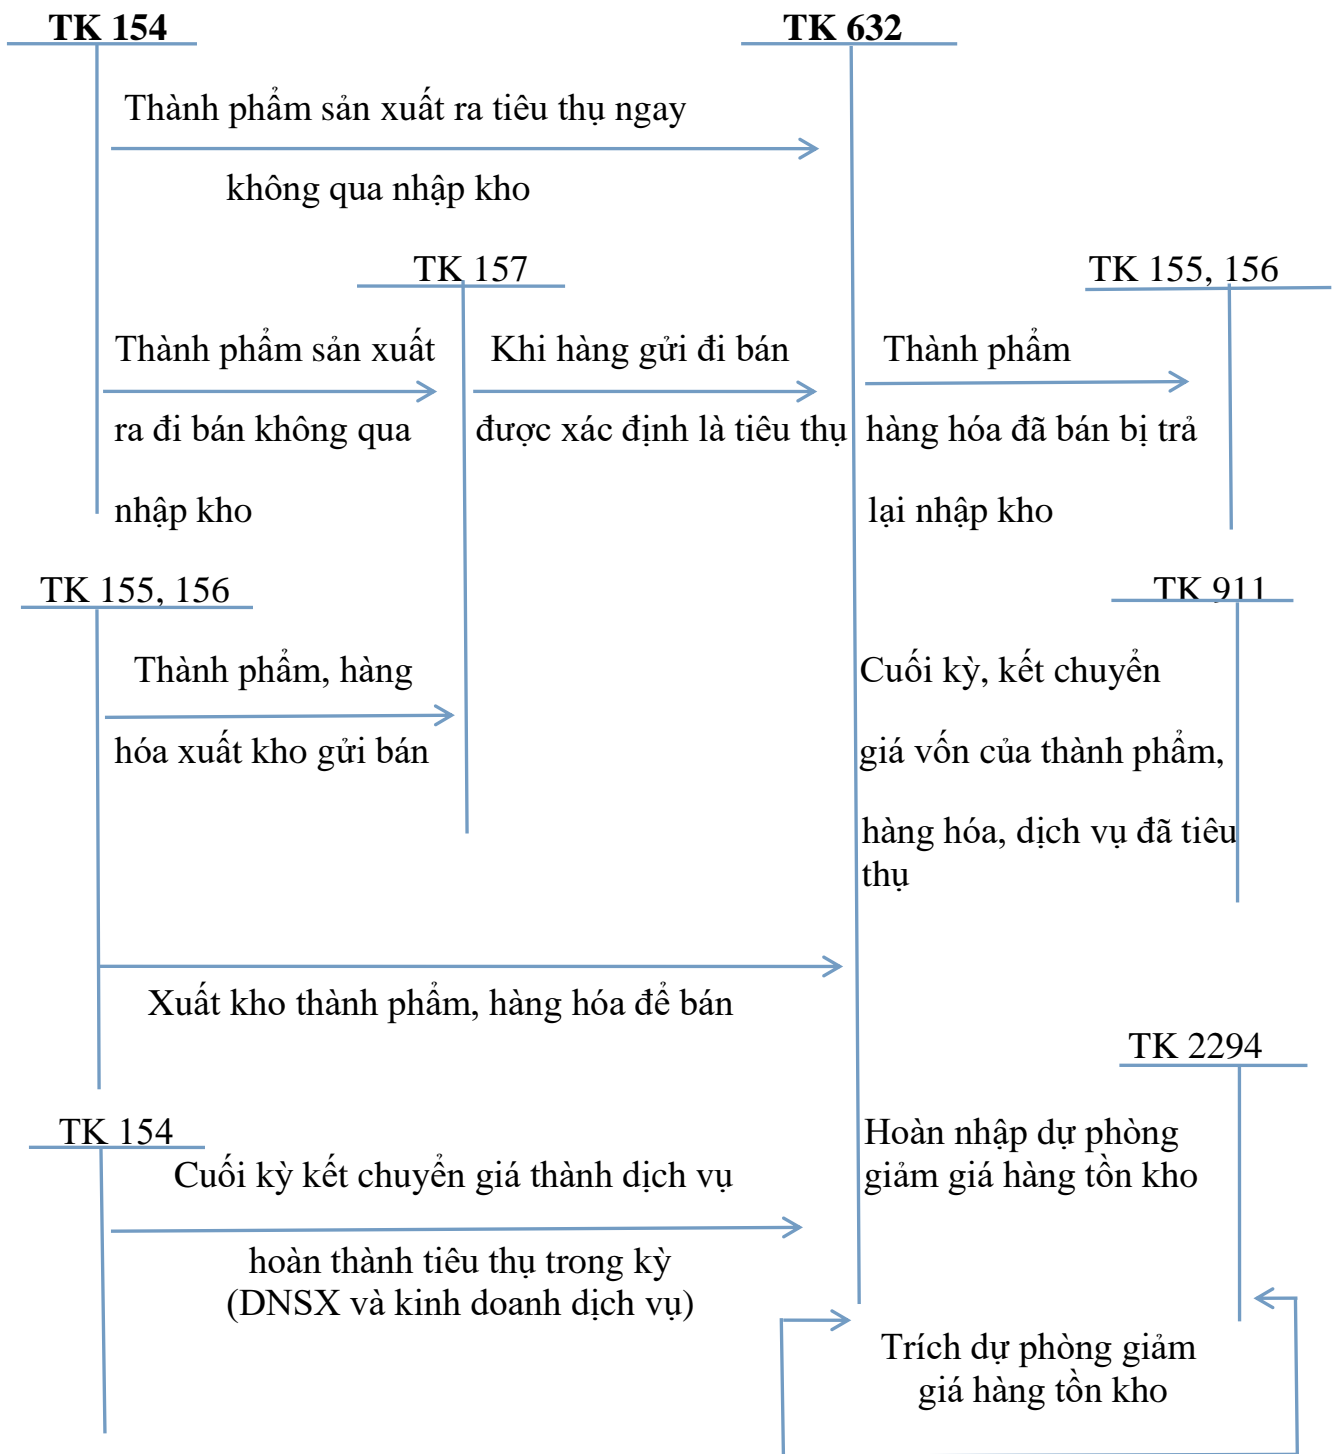 TK 154
TK 632
Thành phẩm sản xuất ra tiêu thụ ngay
không qua nhập kho
TK 157
TK 155, 156
Thành phẩm sản xuất
ra đi bán không qua
nhập kho
Khi hàng gửi đi bán
được xác định là tiêu thụ
Thành phẩm
hàng hóa đã bán bị trả
lại nhập kho
TK 155, 156
TK 911
Thành phẩm, hàng
hóa xuất kho gửi bán
Cuối kỳ, kết chuyển
giá vốn của thành phẩm,
hàng hóa, dịch vụ đã tiêu
thụ
Xuất kho thành phẩm, hàng hóa để bán
TK 2294
TK 154
Cuối kỳ kết chuyển giá thành dịch vụ
hoàn thành tiêu thụ trong kỳ
(DNSX và kinh doanh dịch vụ)
Hoàn nhập dự phòng
giảm giá hàng tồn kho
Trích dự phòng giảm
giá hàng tồn kho